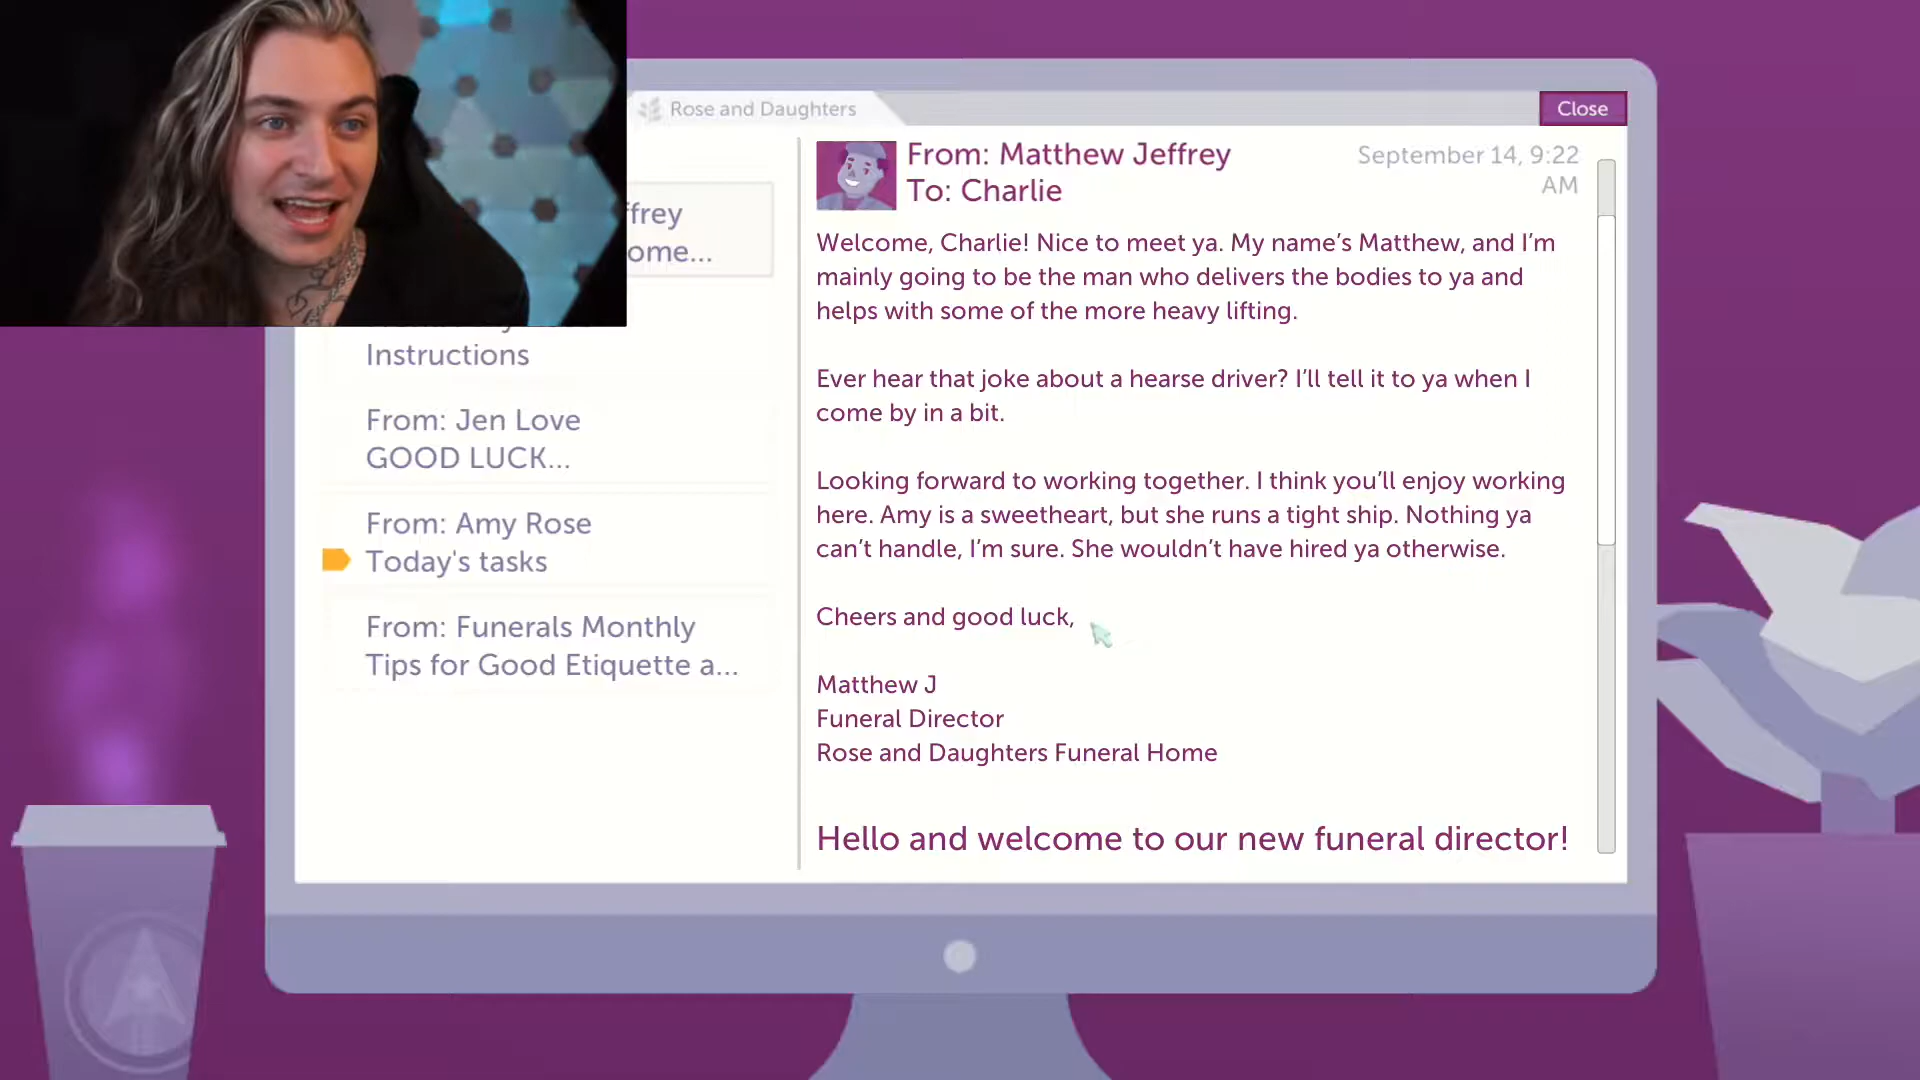 Rose and Daughters
Close
ffrey
ome...
Instructions
From: Jen Love
GOOD LUCK...
From: Amy Rose
Today's tasks
From: Funerals Monthly
Tips for Good Etiquette a...
From: Matthew Jeffrey
To: Charlie
September 14, 9:22
AM
Welcome, Charlie! Nice to meet ya. My name’s Matthew, and I’m
mainly going to be the man who delivers the bodies to ya and
helps with some of the more heavy lifting.
Ever hear that joke about a hearse driver? I’ll tell it to ya when I
come by in a bit.
Looking forward to working together. I think you’ll enjoy working
here. Amy is a sweetheart, but she runs a tight ship. Nothing ya
can’t handle, I’m sure. She wouldn’t have hired ya otherwise.
Cheers and good luck,
Matthew J
Funeral Director
Rose and Daughters Funeral Home
Hello and welcome to our new funeral director!